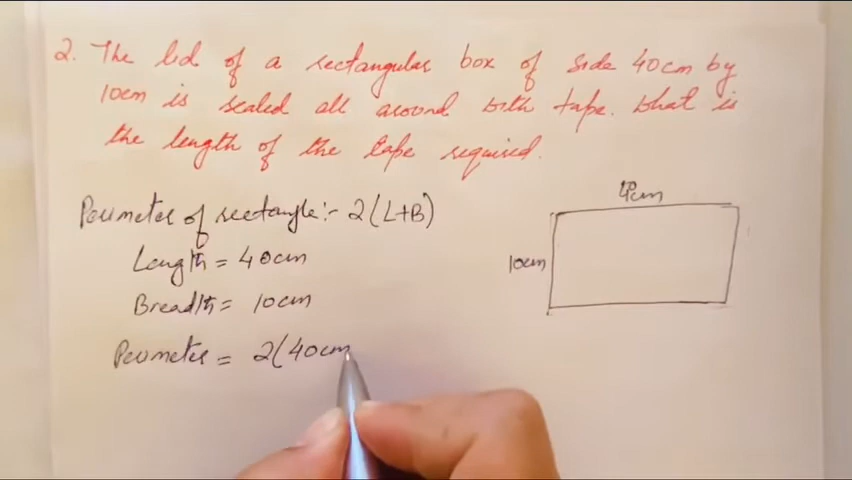 2. The lid of a rectangular box of side 40cm by
10cm is sealed all around with tape. What is
the length of the tape required.
Perimeter of rectangle:- 2(L+B)
Length = 40cm
Breadth = 10cm
Perimeter = 2(40cm
40cm
10cm